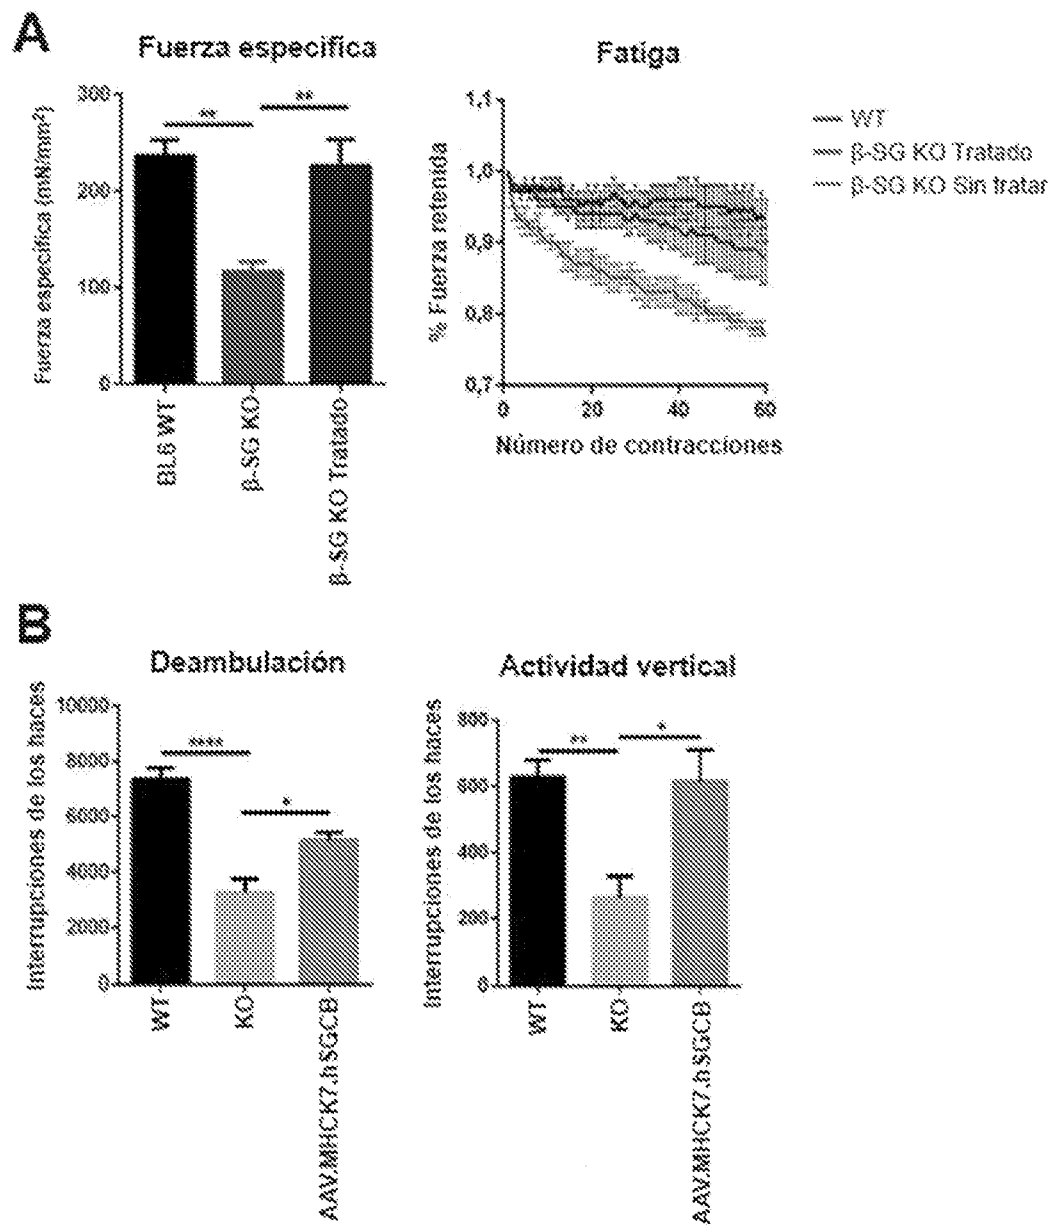 A
Fuerza especifica
Fuerza específica (mN/mm²)
300
200
100
0
**
**
BL6 WT
β-SG KO
β-SG KO Tratado
Fatiga
% Fuerza retenida
1,1
1,0
0,9
0,8
0,7
0
20
40
60
Número de contracciones
WT
β-SG KO Tratado
β-SG KO Sin tratar
B
Deambulación
Interrupciones de los haces
10000
8000
6000
4000
2000
0
****
*
WT
KO
AAV.MHCK7.hSGCB
Actividad vertical
Interrupciones de los haces
800
600
400
200
0
**
*
WT
KO
AAV.MHCK7.hSGCB